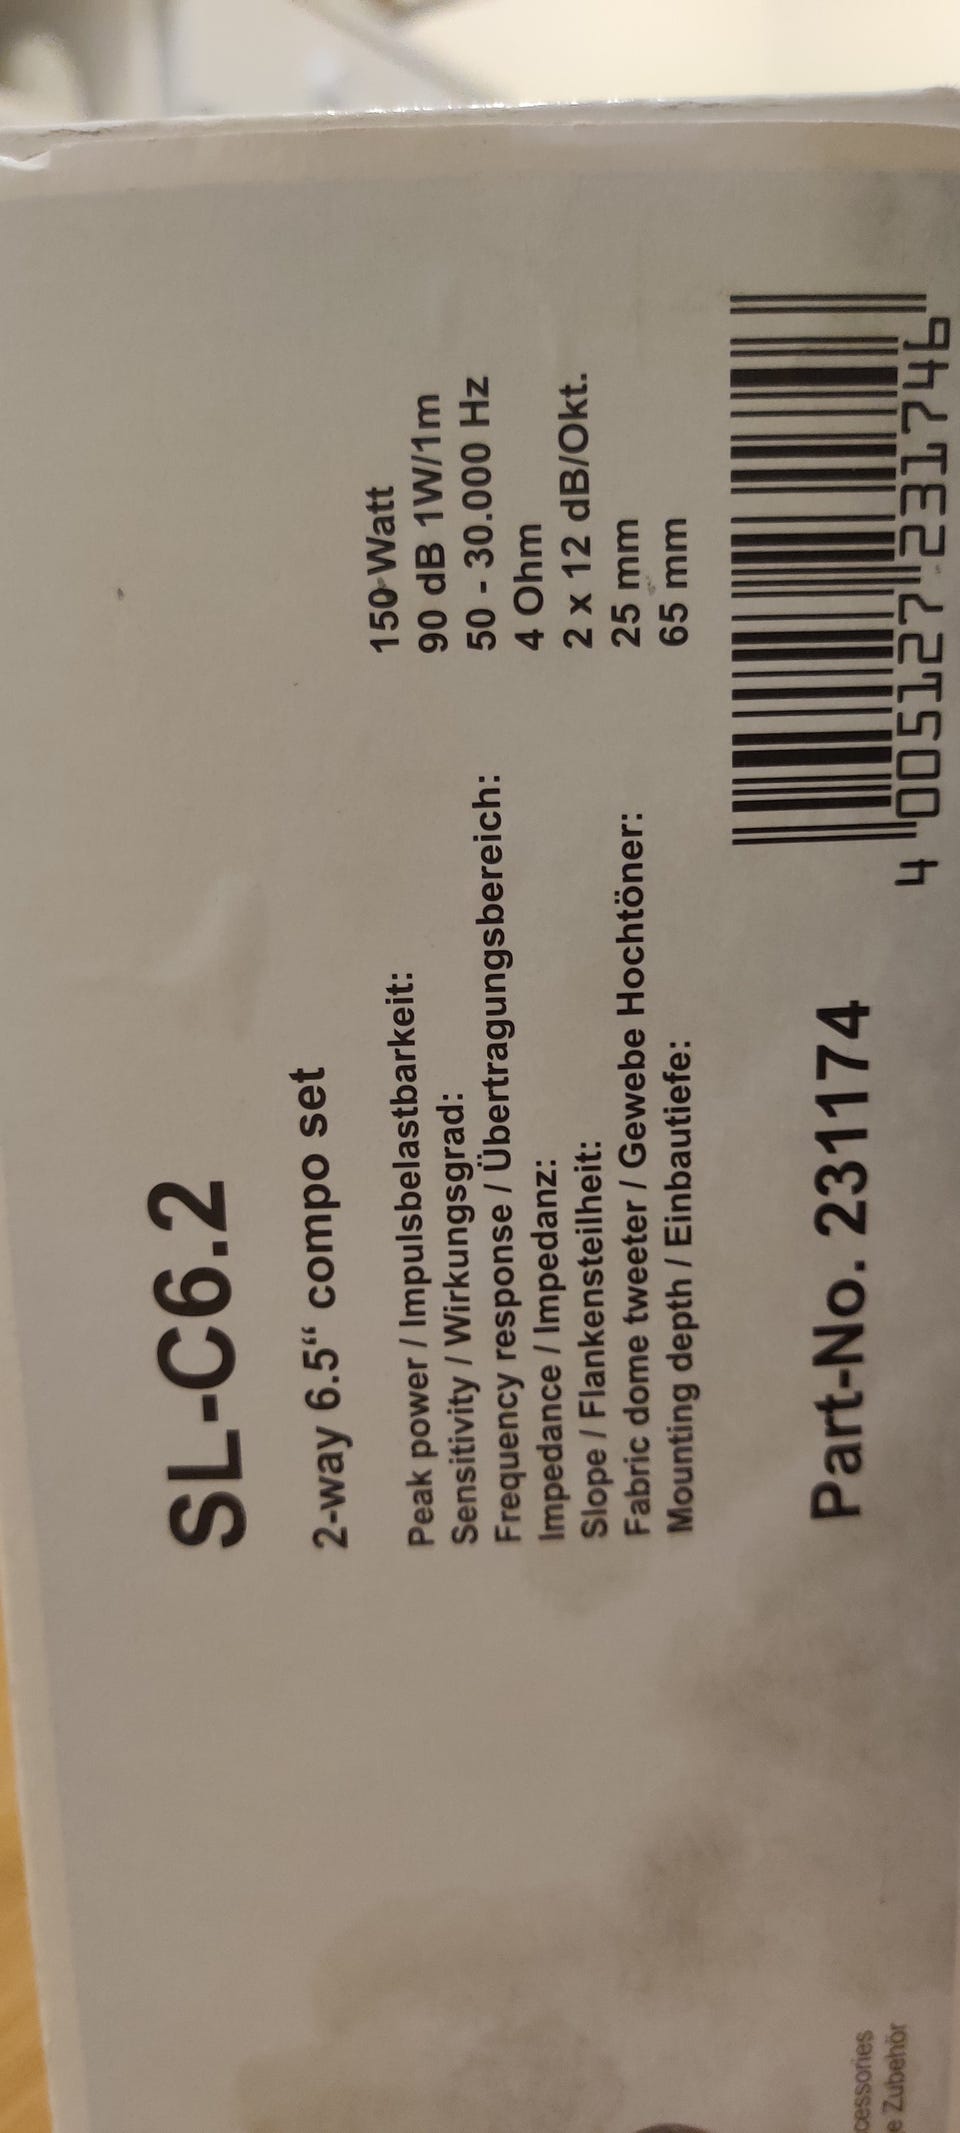 SL-C6.2
2-way 6.5“ compo set
Peak power / Impulsbelastbarkeit: 150 Watt
Sensitivity / Wirkungsgrad: 90 dB 1W/1m
Frequency response / Übertragungsbereich: 50 - 30.000 Hz
Impedance / Impedanz: 4 Ohm
Slope / Flankensteilheit: 2 x 12 dB/Okt.
Fabric dome tweeter / Gewebe Hochtöner: 25 mm
Mounting depth / Einbautiefe: 65 mm
Part-No. 231174
4 005127 231746
Zubehör